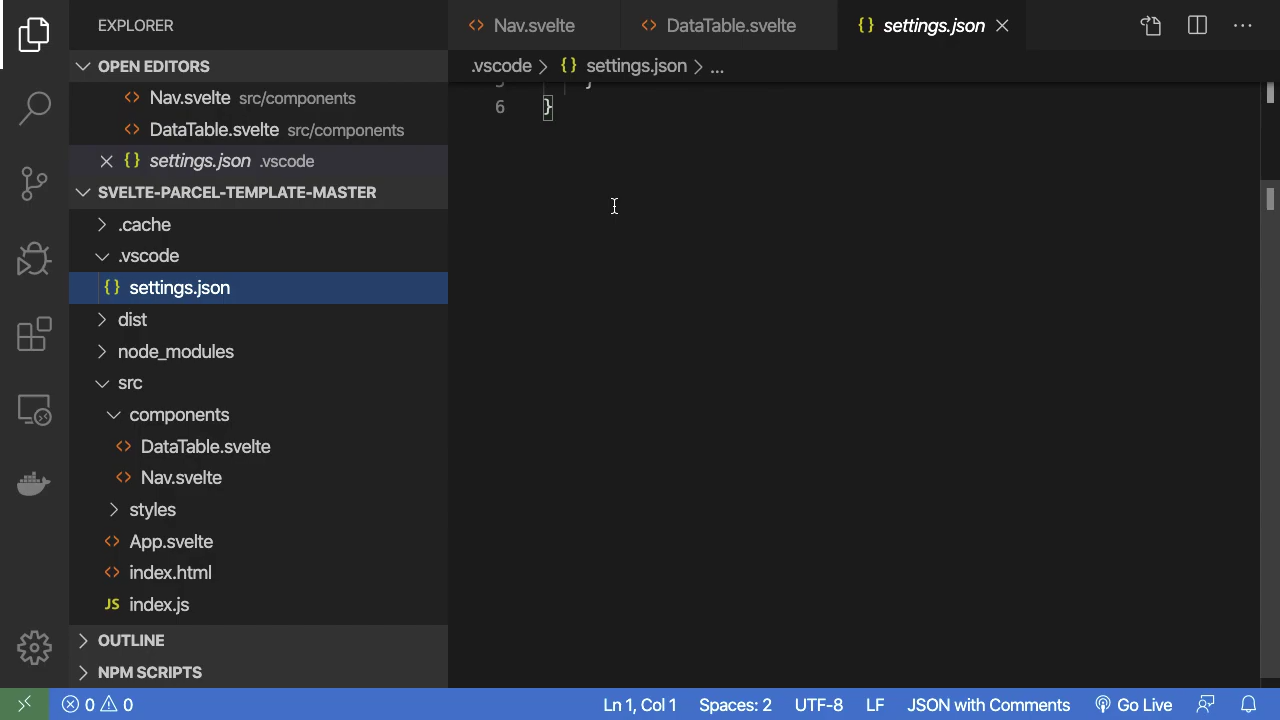 EXPLORER
OPEN EDITORS
Nav.svelte src/components
DataTable.svelte src/components
settings.json .vscode
SVELTE-PARCEL-TEMPLATE-MASTER
.cache
.vscode
{} settings.json
dist
node_modules
src
components
DataTable.svelte
Nav.svelte
styles
App.svelte
index.html
JS index.js
OUTLINE
NPM SCRIPTS
Nav.svelte
DataTable.svelte
{} settings.json
.vscode > {} settings.json > ...
6 }
0 0
Ln 1, Col 1
Spaces: 2
UTF-8
LF
JSON with Comments
Go Live